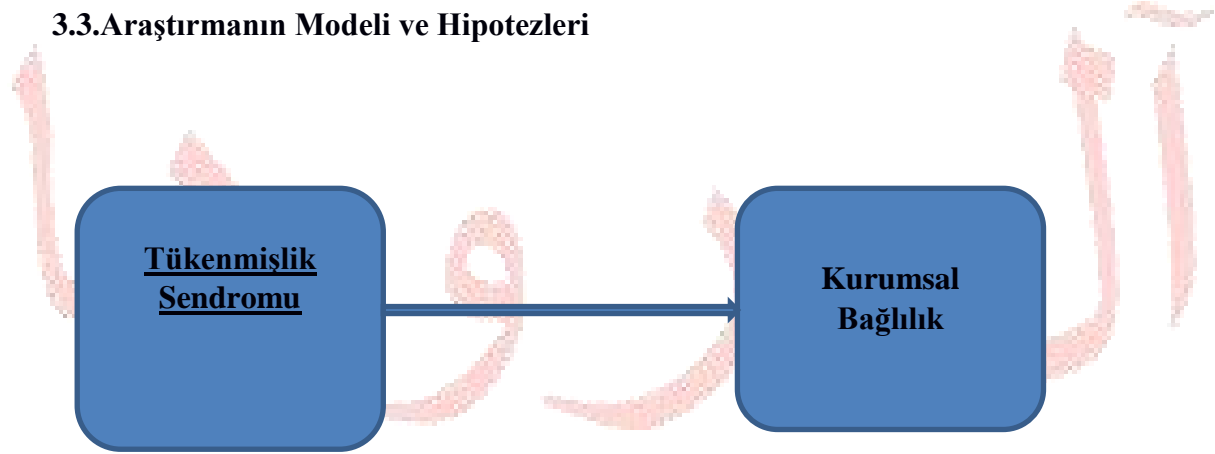 3.3.Araştırmanın Modeli ve Hipotezleri
Tükenmişlik
Sendromu
Kurumsal
Bağlılık